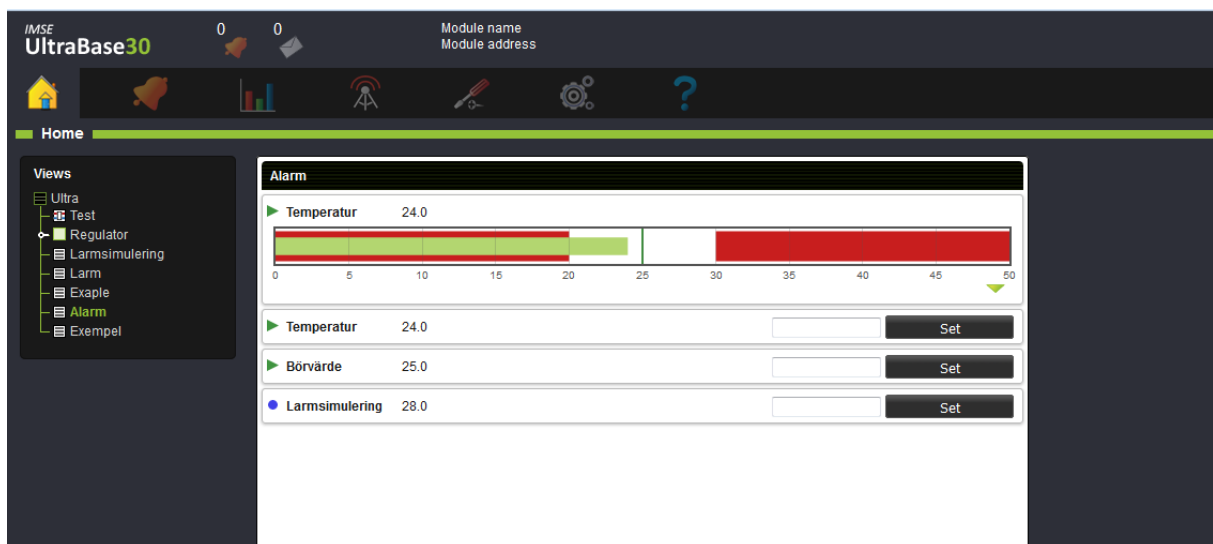 IMSE
UltraBase30
0
0
Module name
Module address
?
Home
Views
Ultra
Test
Regulator
Larmsimulering
Larm
Exaple
Alarm
Exempel
Alarm
Temperatur 24.0
0 5 10 15 20 25 30 35 40 45 50
Temperatur 24.0 Set
Börvärde 25.0 Set
Larmsimulering 28.0 Set